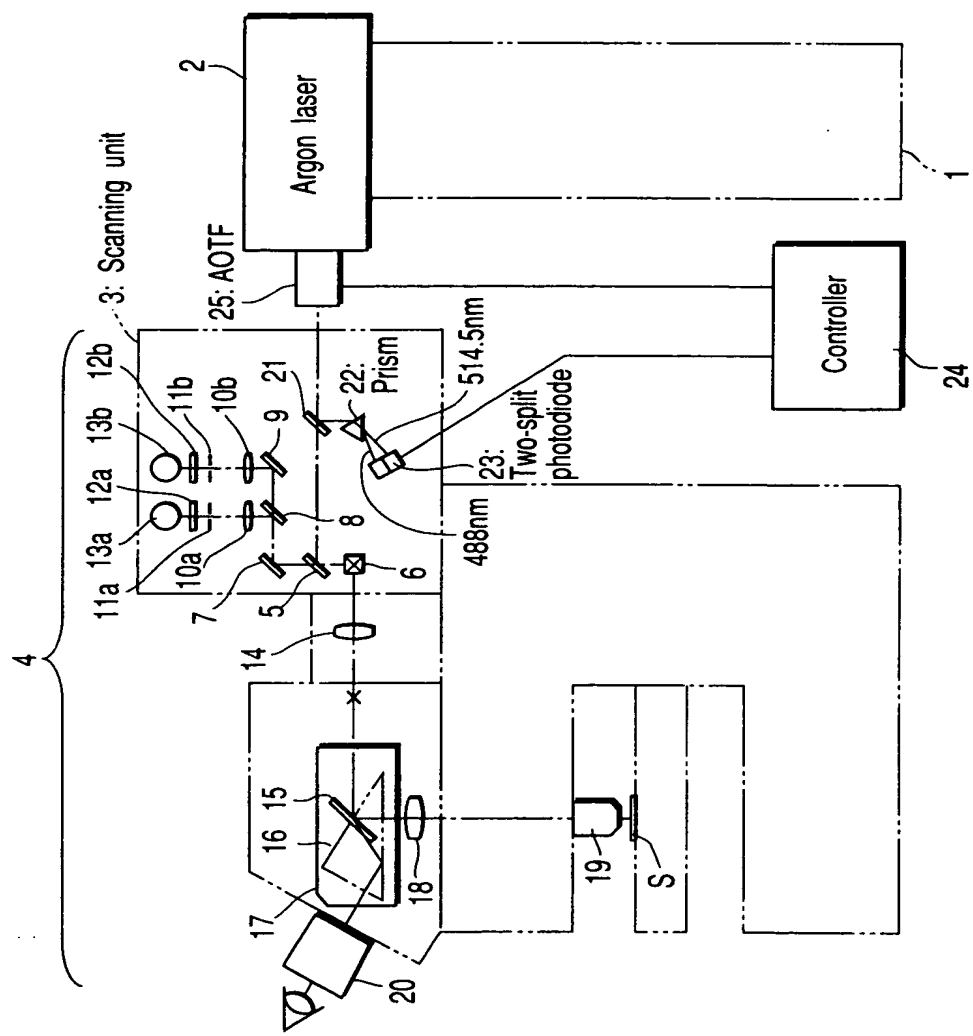 4
3: Scanning unit
2
Argon laser
25: AOTF
1
12b
13b
11b
10b
9
21
22: Prism
514.5nm
12a
13a
11a
10a
8
7
5
6
488nm
23: Two-split
photodiode
Controller
24
14
15
16
17
18
19
S
20